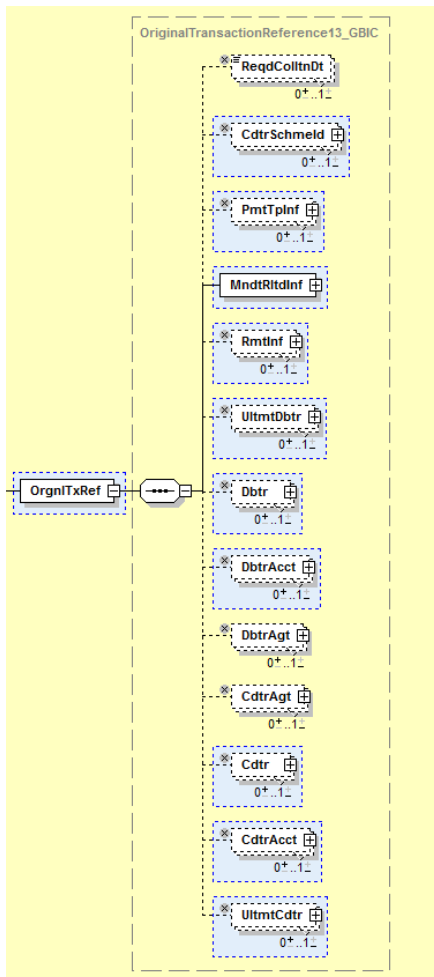 OriginalTransactionReference13_GBIC
ReqdColltnDt
0+..1±
CdtrSchmeId
0+..1±
PmtTpInf
0+..1±
MndtRltdInf
RmtInf
0+..1±
UltmtDbtr
0+..1±
OrgnlTxRef
Dbtr
0+..1±
DbtrAcct
0+..1±
DbtrAgt
0+..1±
CdtrAgt
0+..1±
Cdtr
0+..1±
CdtrAcct
0+..1±
UltmtCdtr
0+..1±